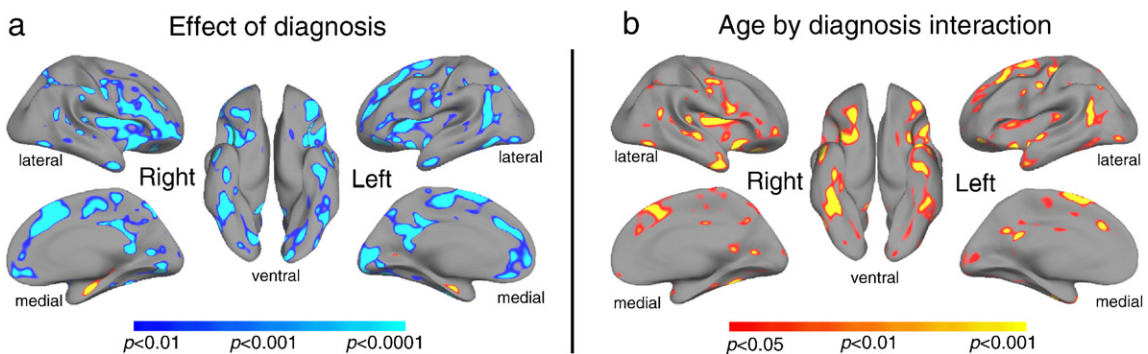 a
Effect of diagnosis
lateral
Right
Left
lateral
medial
ventral
medial
p<0.01
p<0.001
p<0.0001
b
Age by diagnosis interaction
lateral
Right
Left
lateral
medial
ventral
medial
p<0.05
p<0.01
p<0.001